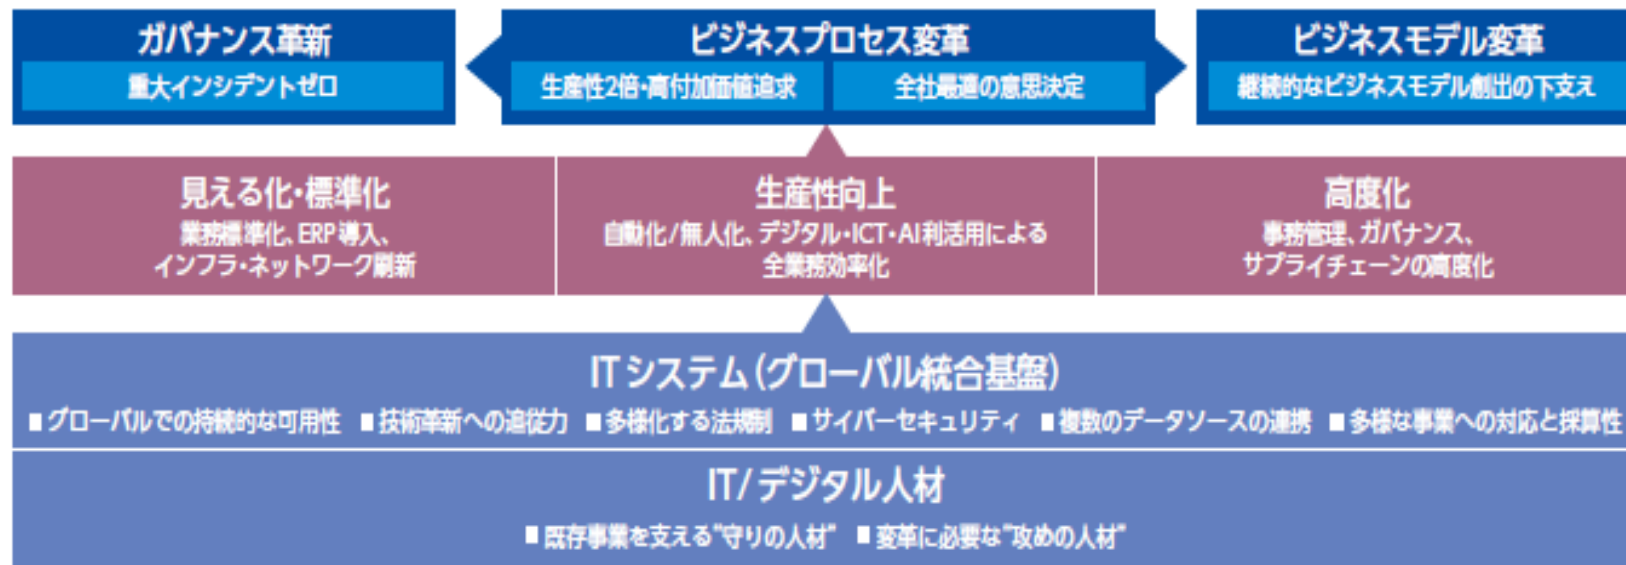 ガバナンス革新
重大インシデントゼロ
ビジネスプロセス変革
生産性2倍・高付加価値追求
全社最適の意思決定
ビジネスモデル変革
継続的なビジネスモデル創出の下支え
見える化・標準化
業務標準化、ERP導入、
インフラ・ネットワーク刷新
生産性向上
自動化/無人化、デジタル・ICT・AI利活用による
全業務効率化
高度化
事務管理、ガバナンス、
サプライチェーンの高度化
ITシステム(グローバル統合基盤)
■グローバルでの持続的な可用性 ■技術革新への追従力 ■多様化する法規制 ■サイバーセキュリティ ■複数のデータソースの連携 ■多様な事業への対応と採算性
IT/デジタル人材
■既存事業を支える"守りの人材" ■変革に必要な"攻めの人材"